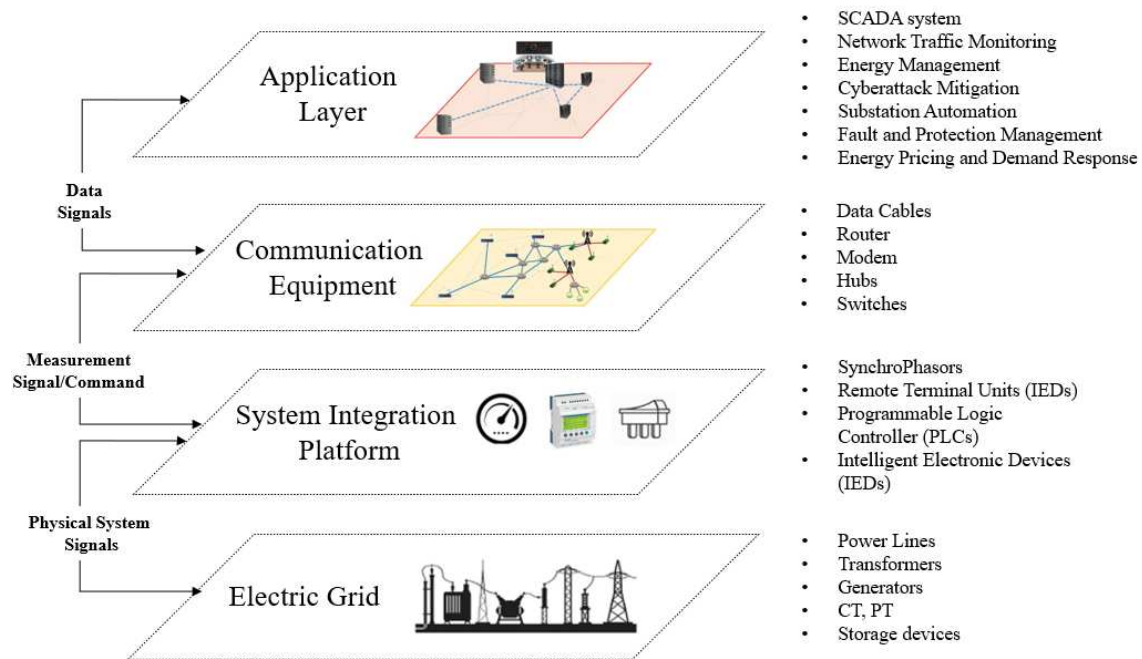 Application
Layer
• SCADA system
• Network Traffic Monitoring
• Energy Management
• Cyberattack Mitigation
• Substation Automation
• Fault and Protection Management
• Energy Pricing and Demand Response
Data
Signals
Communication
Equipment
• Data Cables
• Router
• Modem
• Hubs
• Switches
Measurement
Signal/Command
System Integration
Platform
• SynchroPhasors
• Remote Terminal Units (IEDs)
• Programmable Logic
Controller (PLCs)
• Intelligent Electronic Devices
(IEDs)
Physical System
Signals
Electric Grid
• Power Lines
• Transformers
• Generators
• CT, PT
• Storage devices